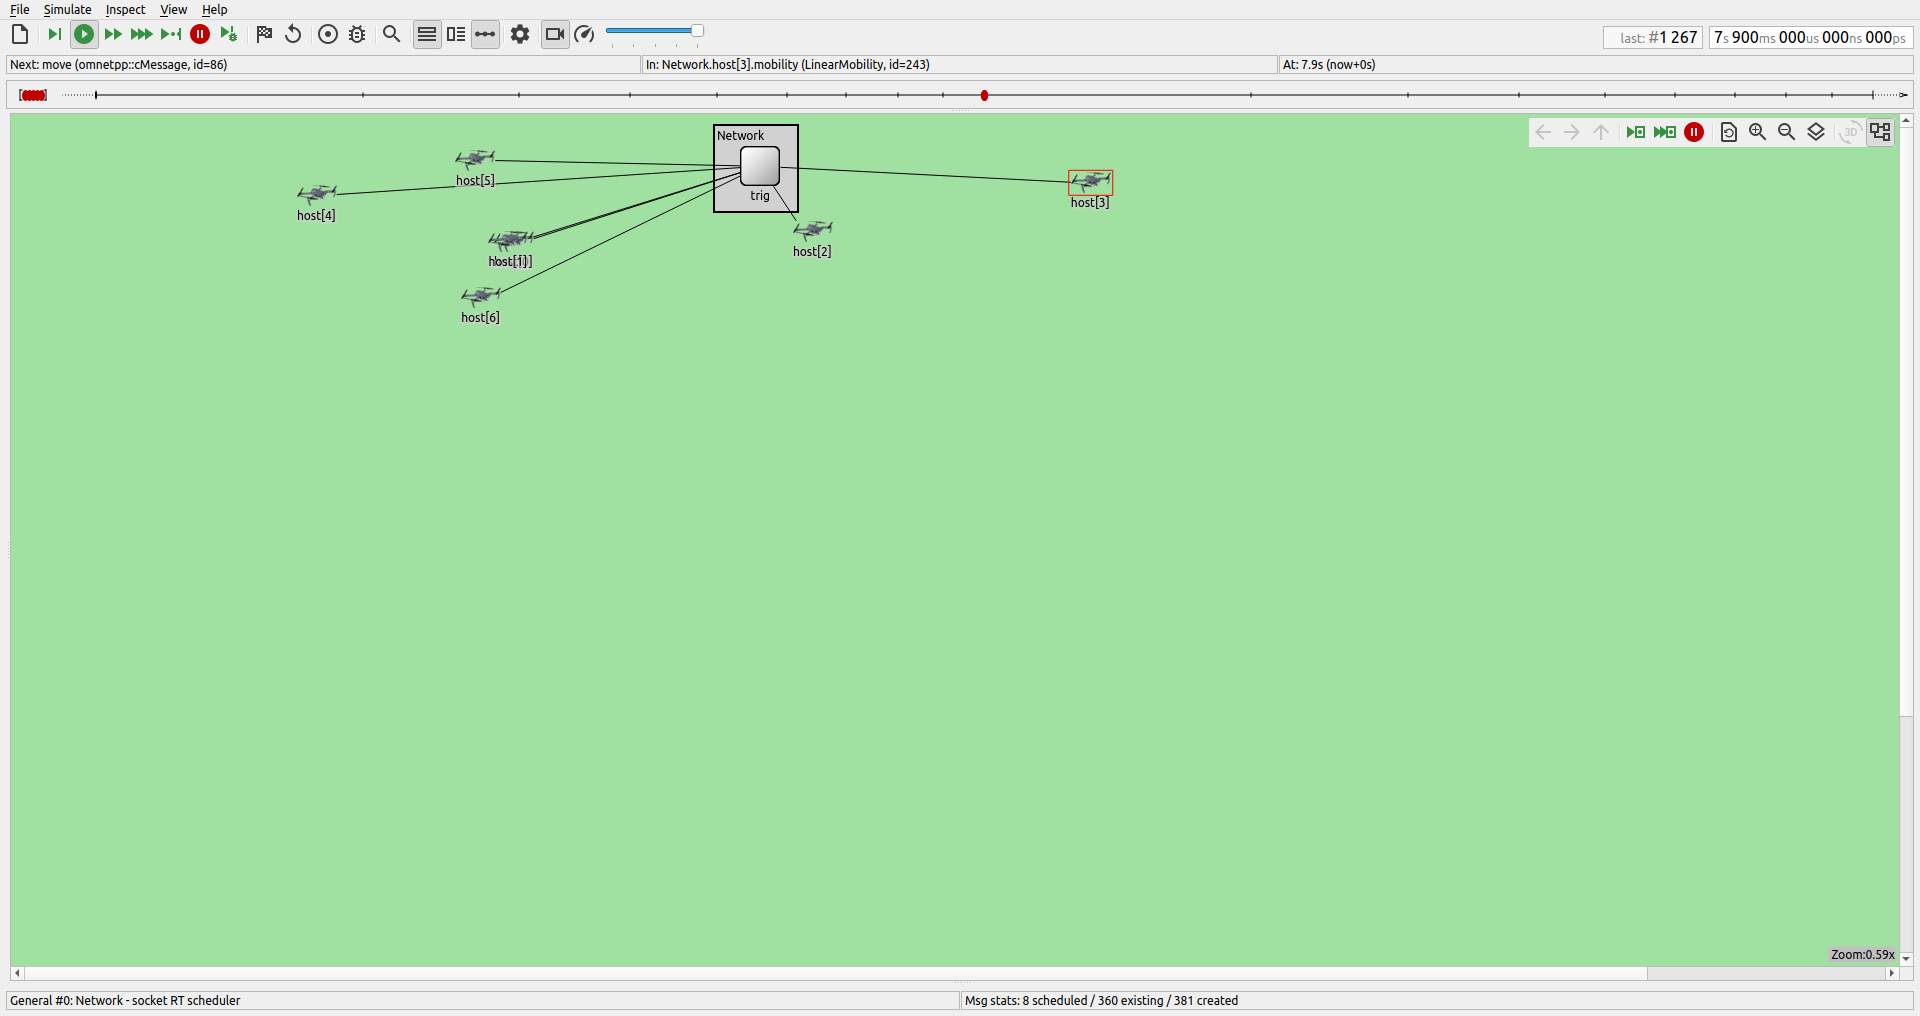 File Simulate Inspect View Help
last: #1 267
7s 900ms 000us 000ns 000ps
Next: move (omnetpp::cMessage, id=86)
In: Network.host[3].mobility (LinearMobility, id=243)
At: 7.9s (now+0s)
Network
3D
host[5]
trig
host[3]
host[4]
host[2]
host[1]
host[6]
Zoom:0.59x
General #0: Network - socket RT scheduler
Msg stats: 8 scheduled / 360 existing / 381 created